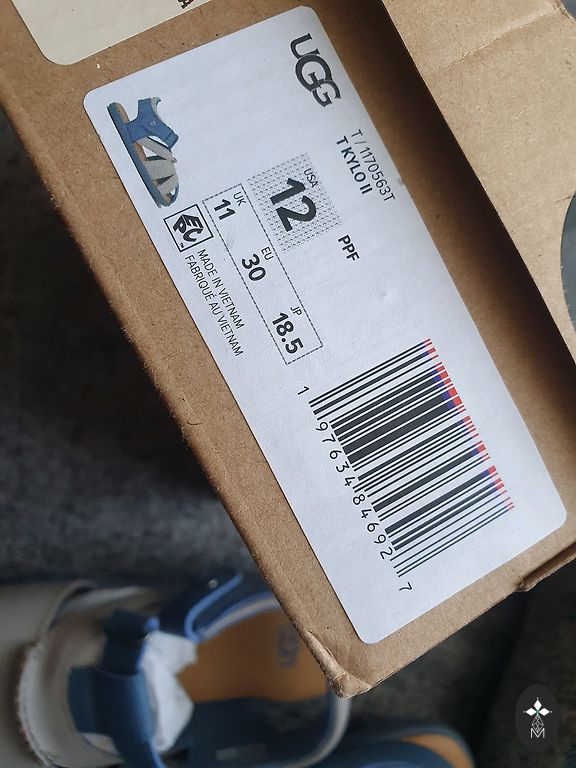 UGG
T / 1170563T
T KYLO II
USA
12
PPF
UK
11
EU
30
JP
18.5
MADE IN VIETNAM
FABRIQUÉ AU VIETNAM
1 97634 84692 7
M